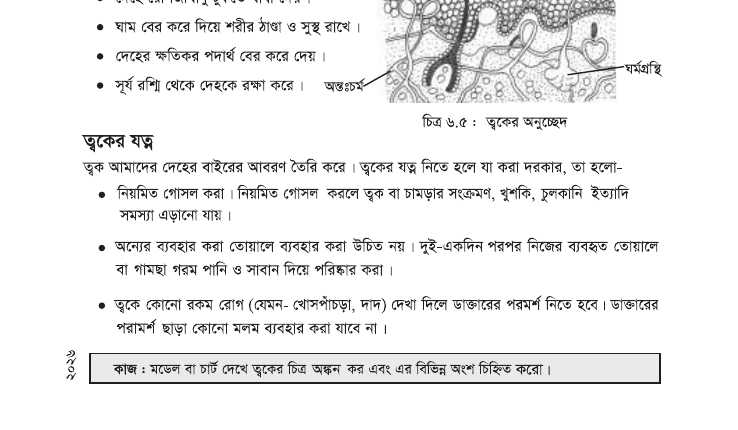 • ঘাম বের করে দিয়ে শরীর ঠাণ্ডা ও সুস্থ রাখে।
• দেহের ক্ষতিকর পদার্থ বের করে দেয়।
• সূর্য রশ্মি থেকে দেহকে রক্ষা করে।
অন্তঃচর্ম
ঘর্মগ্রন্থি
চিত্র ৬.৫ : ত্বকের অনুচ্ছেদ
ত্বকের যত্ন
ত্বক আমাদের দেহের বাইরের আবরণ তৈরি করে। ত্বকের যত্ন নিতে হলে যা করা দরকার, তা হলো-
• নিয়মিত গোসল করা। নিয়মিত গোসল করলে ত্বক বা চামড়ার সংক্রমণ, খুশকি, চুলকানি ইত্যাদি
সমস্যা এড়ানো যায়।
• অন্যের ব্যবহার করা তোয়ালে ব্যবহার করা উচিত নয়। দুই-একদিন পরপর নিজের ব্যবহৃত তোয়ালে
বা গামছা গরম পানি ও সাবান দিয়ে পরিষ্কার করা।
• ত্বকে কোনো রকম রোগ (যেমন- খোসপাঁচড়া, দাদ) দেখা দিলে ডাক্তারের পরমর্শ নিতে হবে। ডাক্তারের
পরামর্শ ছাড়া কোনো মলম ব্যবহার করা যাবে না।
কাজ : মডেল বা চার্ট দেখে ত্বকের চিত্র অঙ্কন কর এবং এর বিভিন্ন অংশ চিহ্নিত করো।
২০২৬